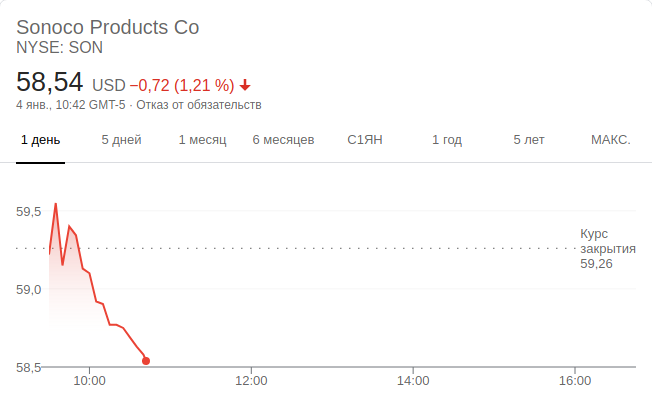 Sonoco Products Co
NYSE: SON
58,54 USD −0,72 (1,21 %)
4 янв., 10:42 GMT-5 · Отказ от обязательств
1 день 5 дней 1 месяц 6 месяцев С1ЯН 1 год 5 лет МАКС.
59,5
Курс
закрытия
59,26
59,0
58,5
10:00 12:00 14:00 16:00